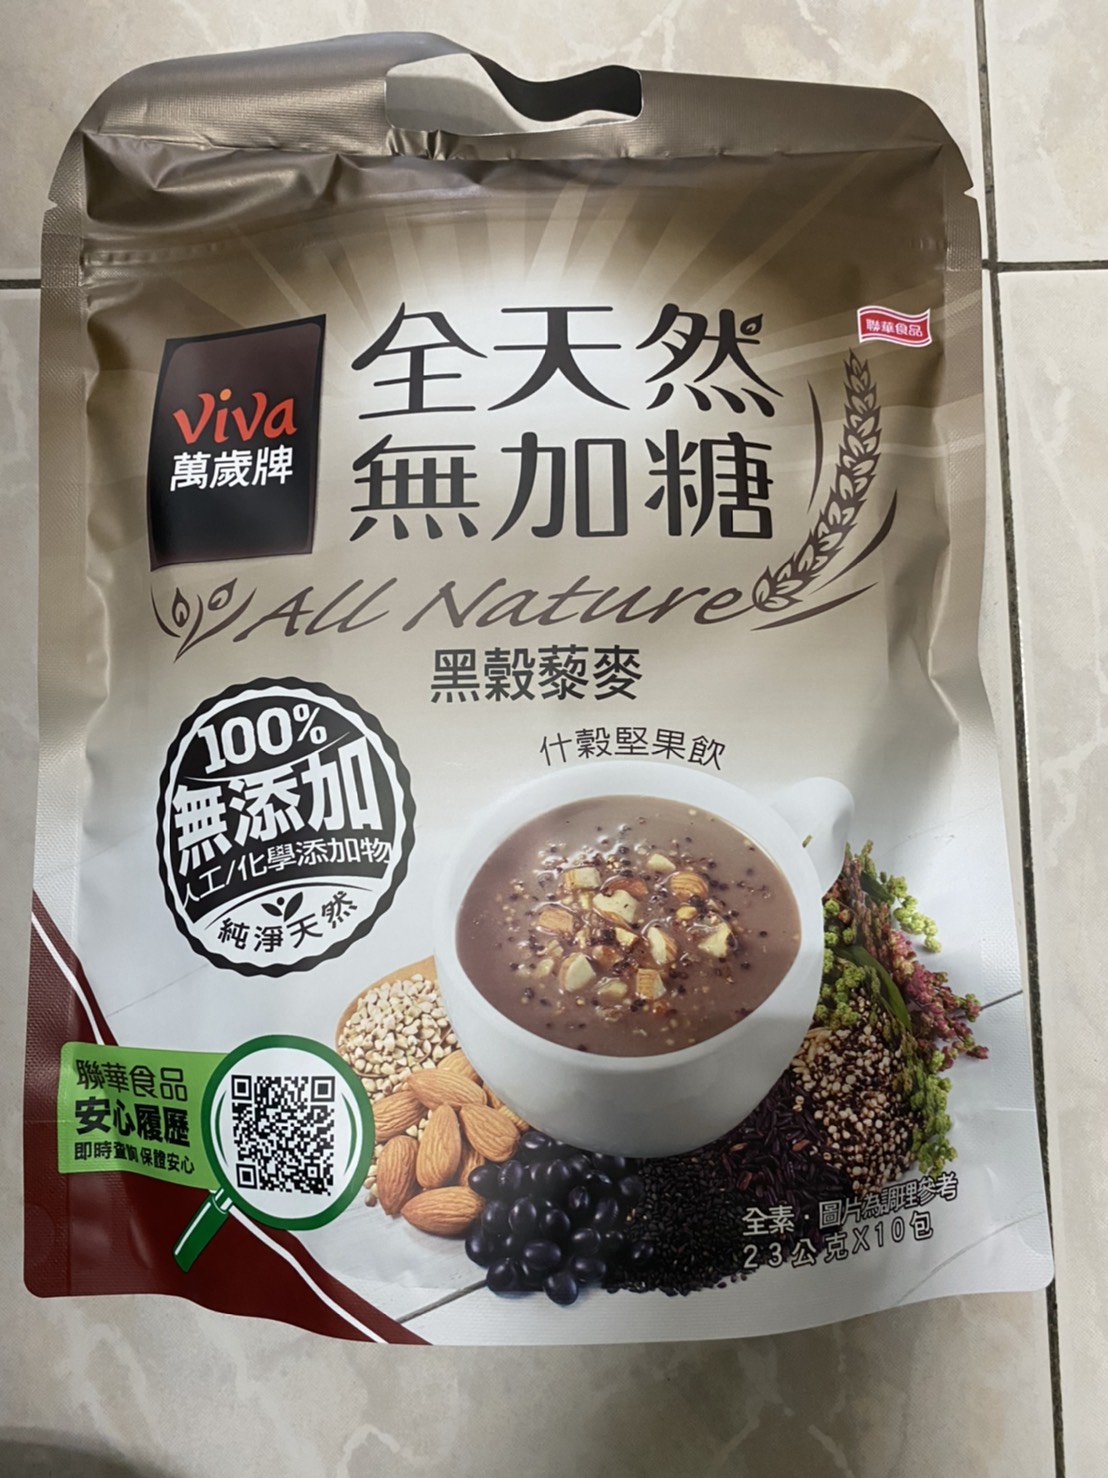 聯華食品
viva
萬歲牌
全天然
無加糖
All Nature
黑穀藜麥
什穀堅果飲
100%
無添加
人工/化學添加物
純淨天然
聯華食品
安心履歷
即時查詢 保證安心
全素·圖片為調理參考
23公克X10包